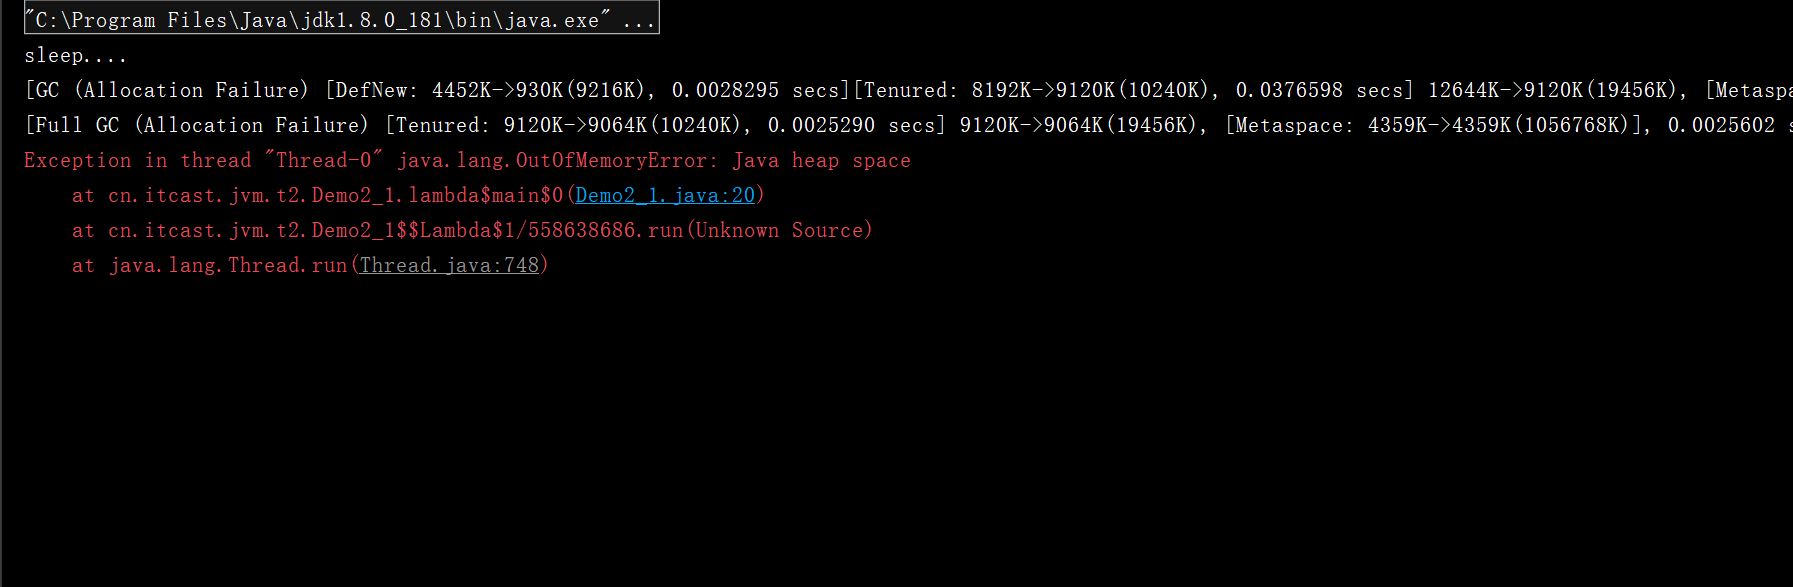 "C:\Program Files\Java\jdk1.8.0_181\bin\java.exe" ...
sleep....
[GC (Allocation Failure) [DefNew: 4452K->930K(9216K), 0.0028295 secs][Tenured: 8192K->9120K(10240K), 0.0376598 secs] 12644K->9120K(19456K), [Metaspa
[Full GC (Allocation Failure) [Tenured: 9120K->9064K(10240K), 0.0025290 secs] 9120K->9064K(19456K), [Metaspace: 4359K->4359K(1056768K)], 0.0025602 s
Exception in thread "Thread-0" java.lang.OutOfMemoryError: Java heap space
    at cn.itcast.jvm.t2.Demo2_1.lambda$main$0(Demo2_1.java:20)
    at cn.itcast.jvm.t2.Demo2_1$$Lambda$1/558638686.run(Unknown Source)
    at java.lang.Thread.run(Thread.java:748)